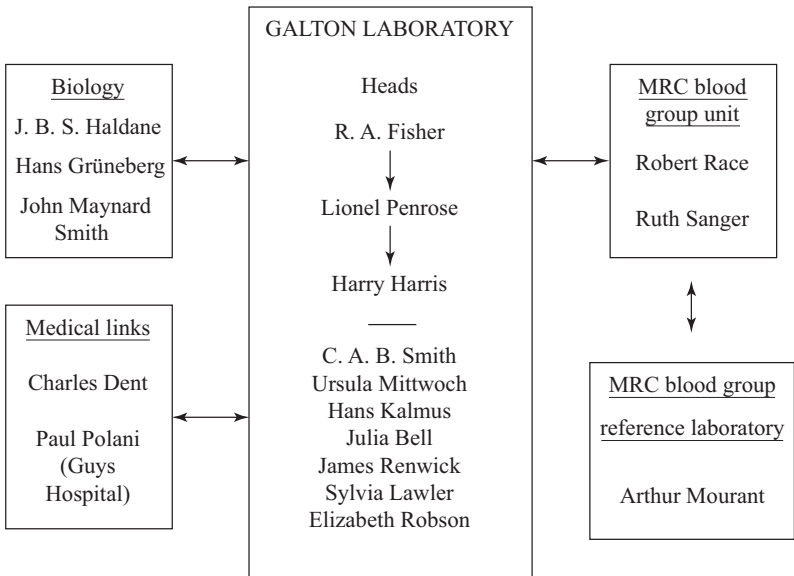 GALTON LABORATORY
Heads
R. A. Fisher
Lionel Penrose
Harry Harris
C. A. B. Smith
Ursula Mittwoch
Hans Kalmus
Julia Bell
James Renwick
Sylvia Lawler
Elizabeth Robson
Biology
J. B. S. Haldane
Hans Grüneberg
John Maynard
Smith
Medical links
Charles Dent
Paul Polani
(Guys
Hospital)
MRC blood
group unit
Robert Race
Ruth Sanger
MRC blood group
reference laboratory
Arthur Mourant